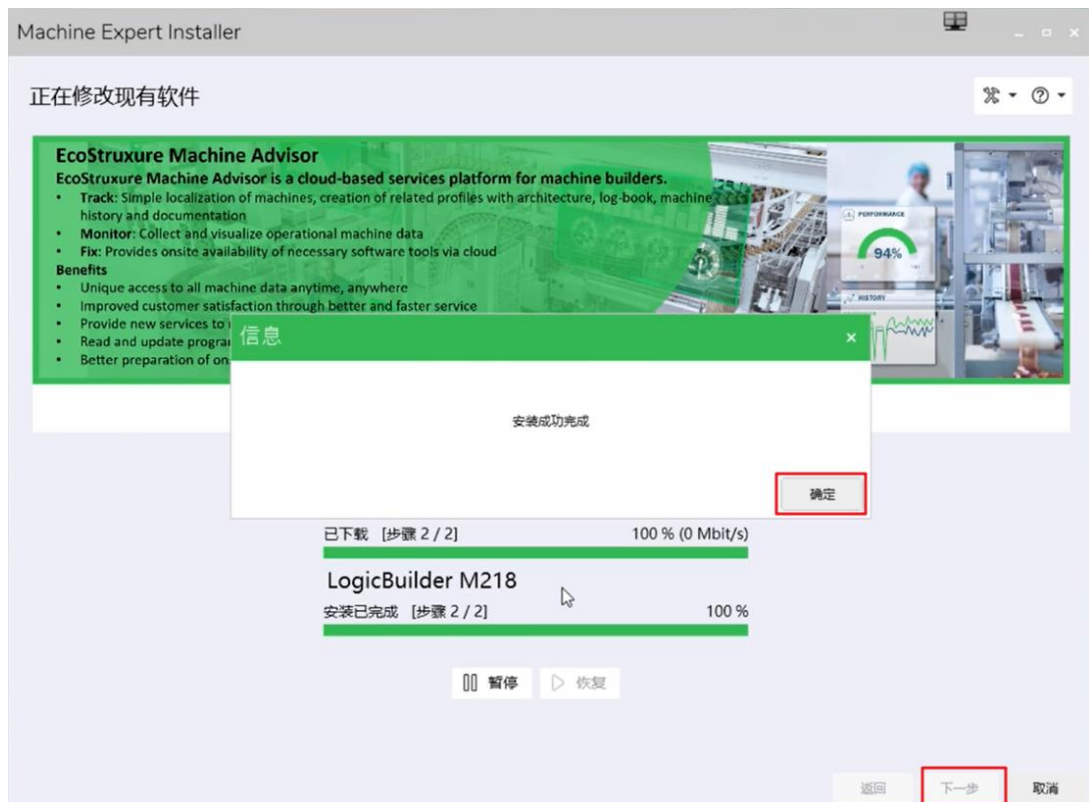 Machine Expert Installer
正在修改现有软件
EcoStruxure Machine Advisor
EcoStruxure Machine Advisor is a cloud-based services platform for machine builders.
• Track: Simple localization of machines, creation of related profiles with architecture, log-book, machine
history and documentation
• Monitor: Collect and visualize operational machine data
• Fix: Provides onsite availability of necessary software tools via cloud
Benefits
• Unique access to all machine data anytime, anywhere
• Improved customer satisfaction through better and faster service
• Provide new services to
• Read and update
• Better preparation of
PERFORMANCE
94%
HISTORY
信息
安装成功完成
确定
已下载 [步骤 2 / 2] 100 % (0 Mbit/s)
LogicBuilder M218
安装已完成 [步骤 2 / 2] 100 %
暂停 恢复
返回 下一步 取消